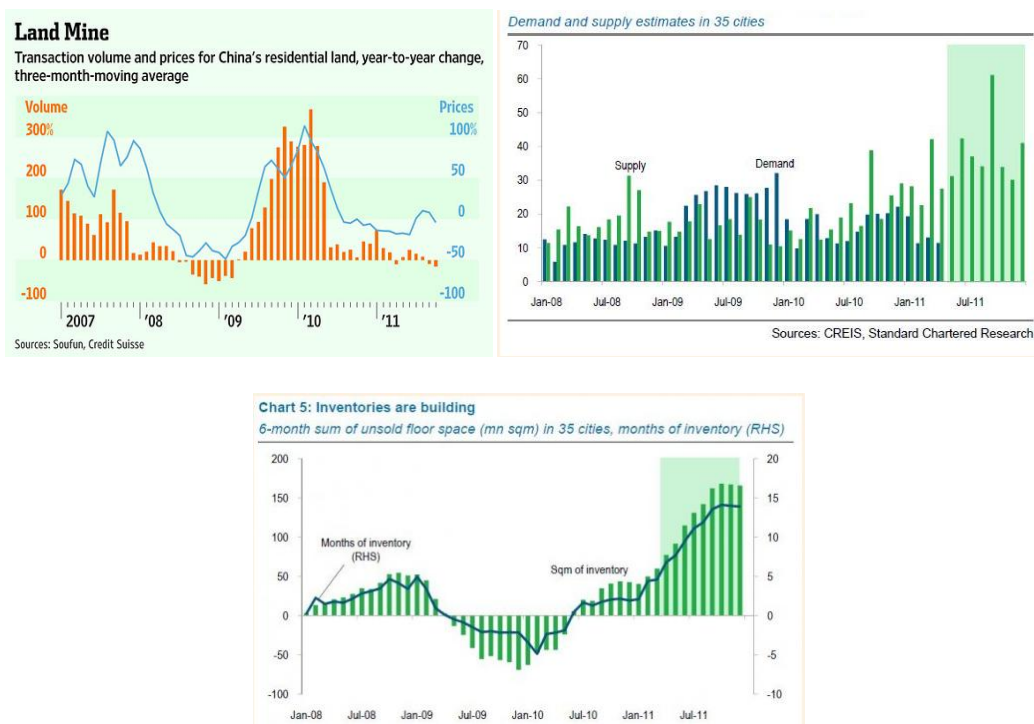 Land Mine
Transaction volume and prices for China's residential land, year-to-year change,
three-month-moving average
Volume
Prices
300%
100%
200
50
100
0
0
-50
-100
-100
2007
'08
'09
'10
'11
Sources: Soufun, Credit Suisse
Demand and supply estimates in 35 cities
70
60
50
40
30
20
10
0
Supply
Demand
Jan-08 Jul-08 Jan-09 Jul-09 Jan-10 Jul-10 Jan-11 Jul-11
Sources: CREIS, Standard Chartered Research
Chart 5: Inventories are building
6-month sum of unsold floor space (mn sqm) in 35 cities, months of inventory (RHS)
200
150
100
50
0
-50
-100
Months of inventory
(RHS)
Sqm of inventory
20
15
10
5
0
-5
-10
Jan-08 Jul-08 Jan-09 Jul-09 Jan-10 Jul-10 Jan-11 Jul-11